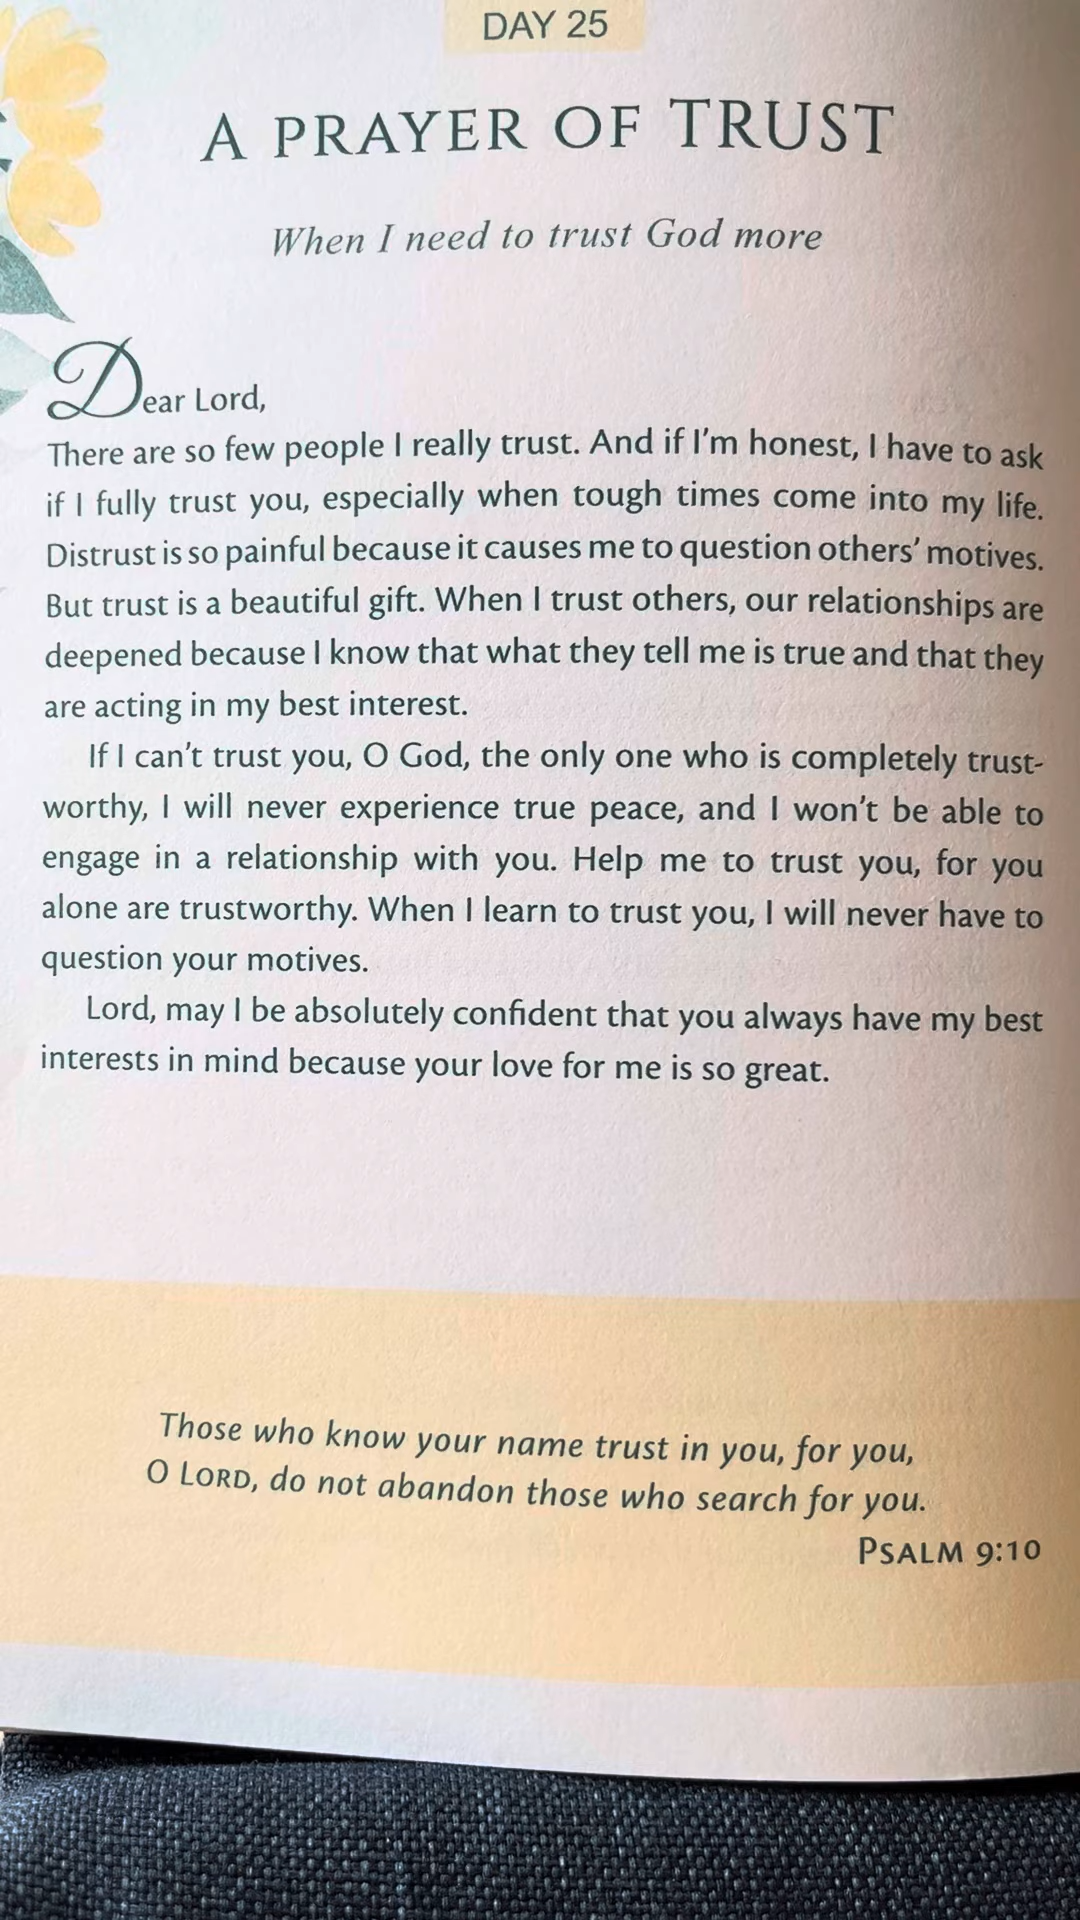 DAY 25
A PRAYER OF TRUST
When I need to trust God more
Dear Lord,
There are so few people I really trust. And if I'm honest, I have to ask
if I fully trust you, especially when tough times come into my life.
Distrust is so painful because it causes me to question others' motives.
But trust is a beautiful gift. When I trust others, our relationships are
deepened because I know that what they tell me is true and that they
are acting in my best interest.
If I can't trust you, O God, the only one who is completely trust-
worthy, I will never experience true peace, and I won't be able to
engage in a relationship with you. Help me to trust you, for you
alone are trustworthy. When I learn to trust you, I will never have to
question your motives.
Lord, may I be absolutely confident that you always have my best
interests in mind because your love for me is so great.
Those who know your name trust in you, for you,
O LORD, do not abandon those who search for you.
PSALM 9:10